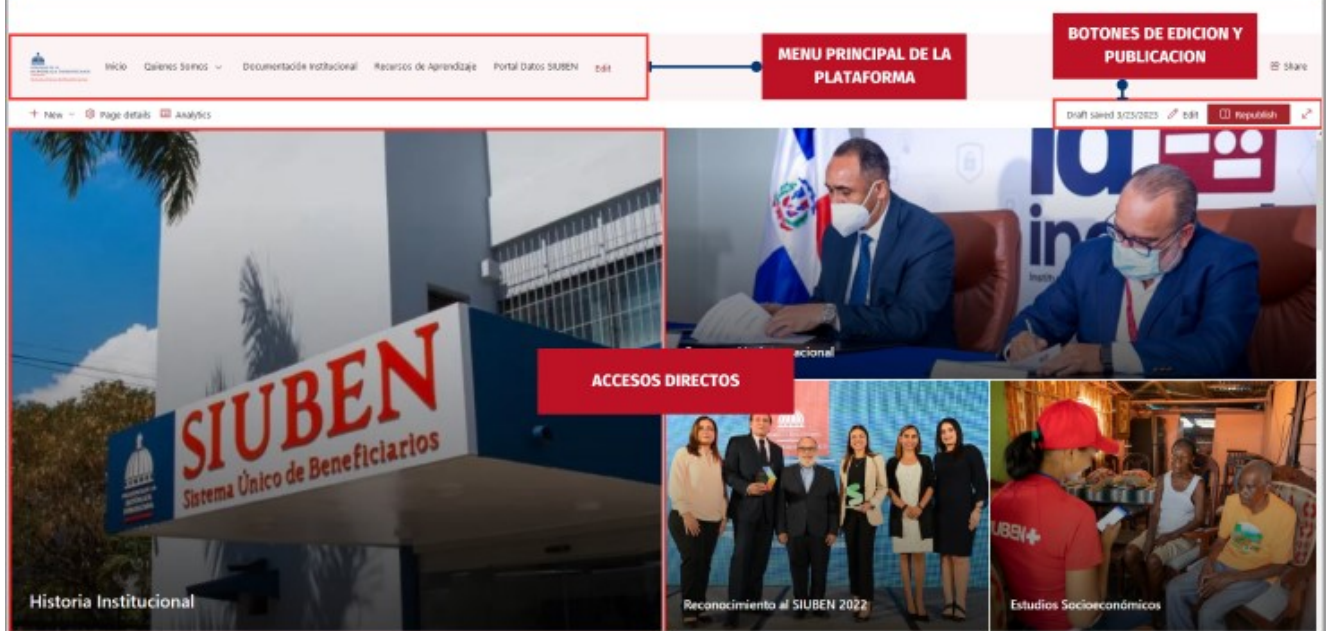 BOTONES DE EDICION Y
PUBLICACION
MENU PRINCIPAL DE LA
PLATAFORMA
Inicio Quienes Somos Documentación Institucional Recursos de Aprendizaje Portal Datos SIUBEN Edit
Share
+ New Page details Analytics
Draft saved 3/23/2023 Edit Republish
ACCESOS DIRECTOS
SIUBEN
Sistema Único de Beneficiarios
SIUBEN+
Historia Institucional
Reconocimiento al SIUBEN 2022
Estudios Socioeconómicos